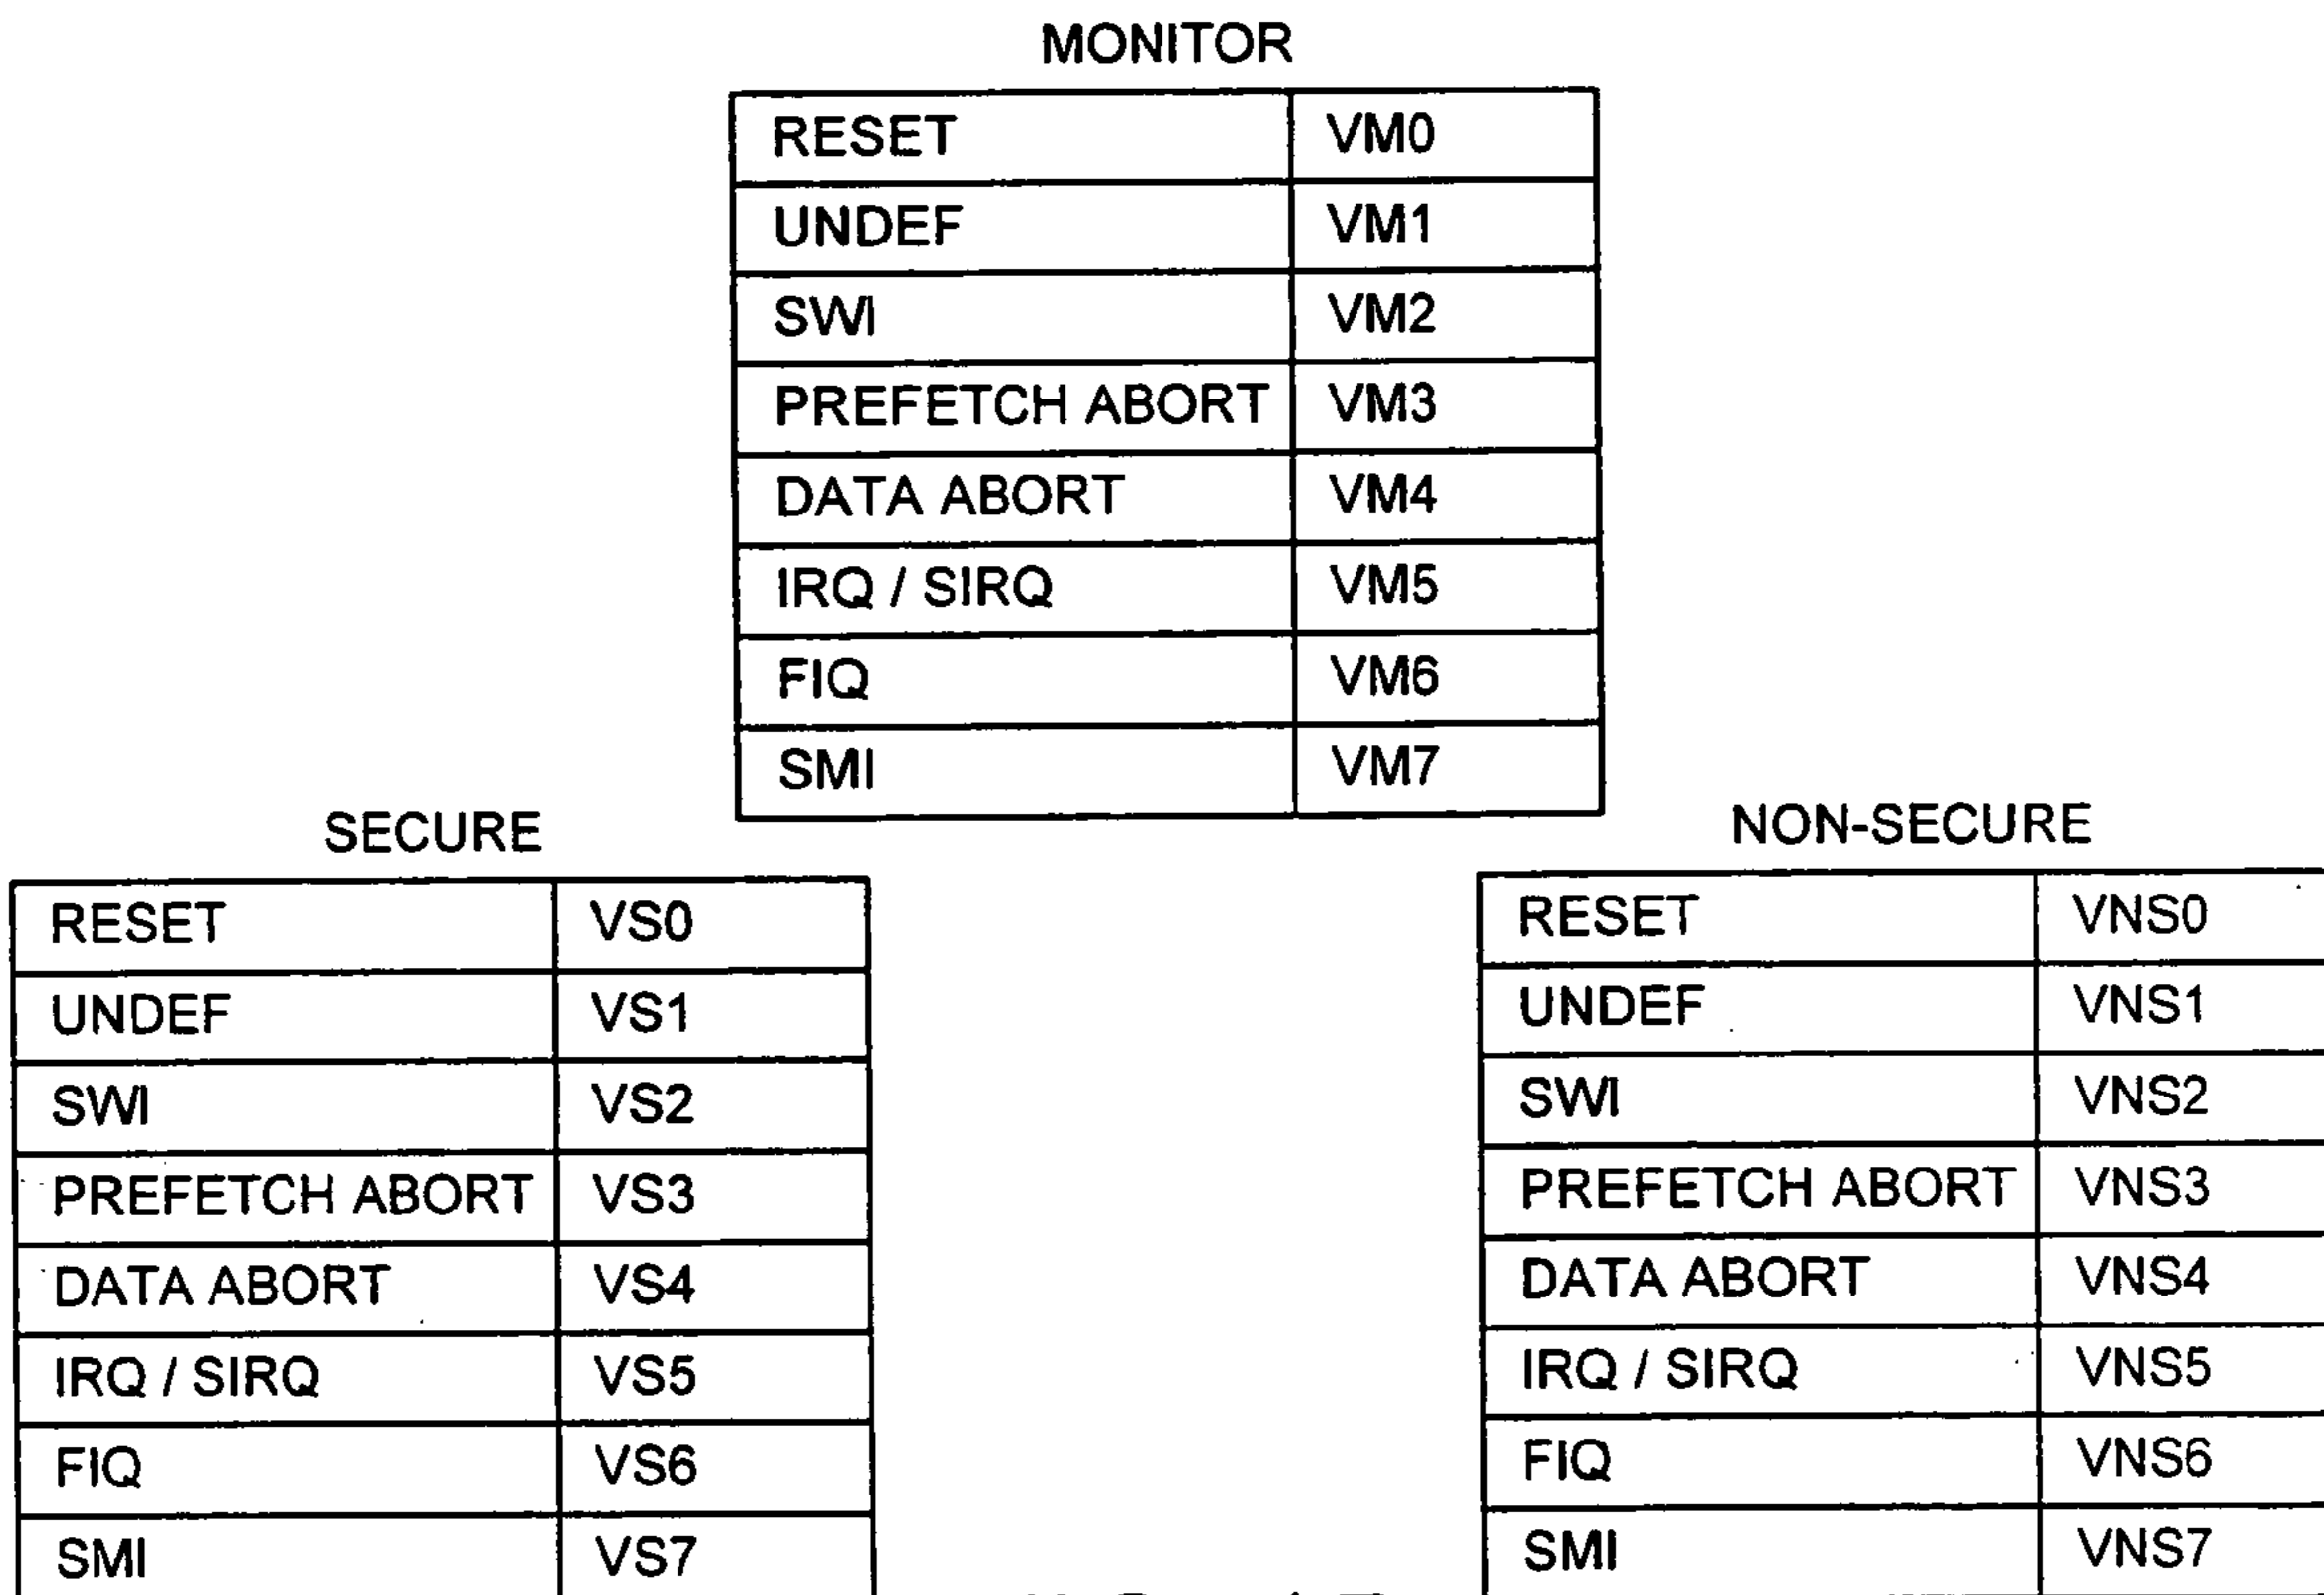 MONITOR
RESET VM0
UNDEF VM1
SWI VM2
PREFETCH ABORT VM3
DATA ABORT VM4
IRQ / SIRQ VM5
FIQ VM6
SMI VM7
SECURE
RESET VS0
UNDEF VS1
SWI VS2
PREFETCH ABORT VS3
DATA ABORT VS4
IRQ / SIRQ VS5
FIQ VS6
SMI VS7
NON-SECURE
RESET VNS0
UNDEF VNS1
SWI VNS2
PREFETCH ABORT VNS3
DATA ABORT VNS4
IRQ / SIRQ VNS5
FIQ VNS6
SMI VNS7